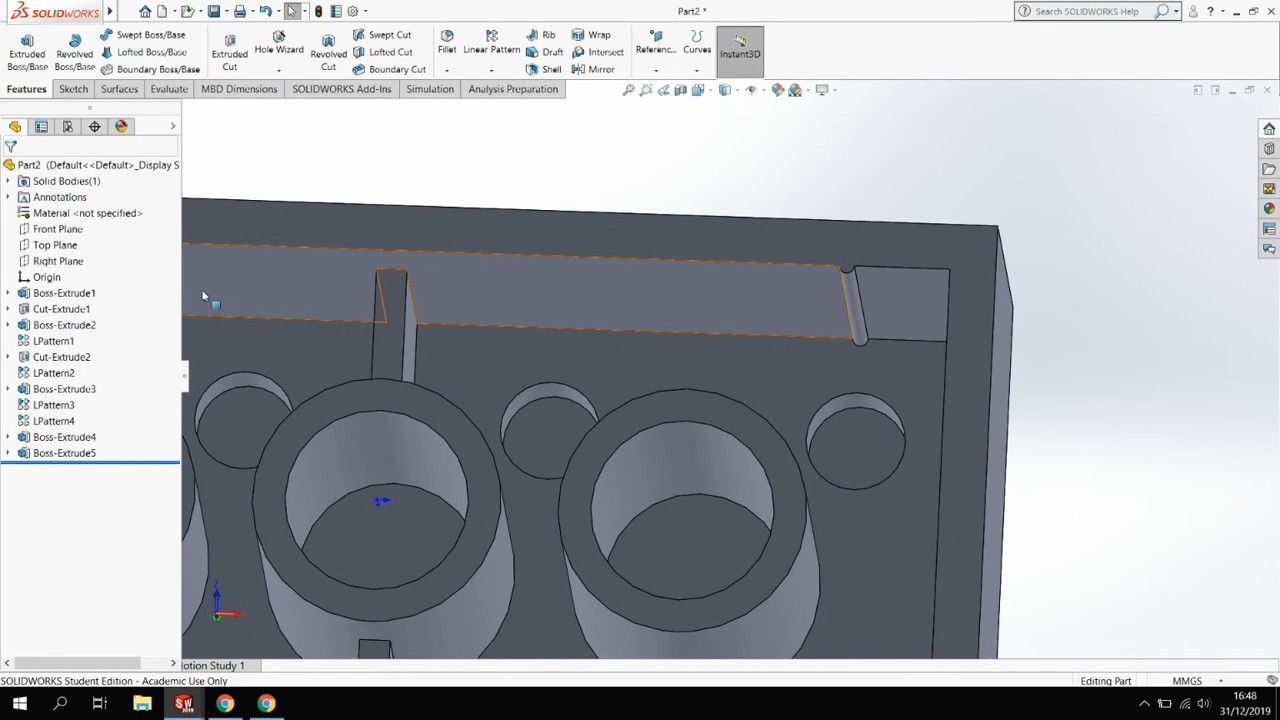 SOLIDWORKS
Part2 *
Search SOLIDWORKS Help
Extruded Boss/Base
Revolved Boss/Base
Swept Boss/Base
Lofted Boss/Base
Boundary Boss/Base
Extruded Cut
Hole Wizard
Revolved Cut
Swept Cut
Lofted Cut
Boundary Cut
Fillet
Linear Pattern
Rib
Draft
Shell
Wrap
Intersect
Mirror
Referenc...
Curves
Instant3D
Features
Sketch
Surfaces
Evaluate
MBD Dimensions
SOLIDWORKS Add-Ins
Simulation
Analysis Preparation
Part2 (Default<<Default>_Display S
Solid Bodies(1)
Annotations
Material <not specified>
Front Plane
Top Plane
Right Plane
Origin
Boss-Extrude1
Cut-Extrude1
Boss-Extrude2
LPattern1
Cut-Extrude2
LPattern2
Boss-Extrude3
LPattern3
LPattern4
Boss-Extrude4
Boss-Extrude5
Z
otion Study 1
SOLIDWORKS Student Edition - Academic Use Only
Editing Part
MMGS
SW
2019
16:48
31/12/2019